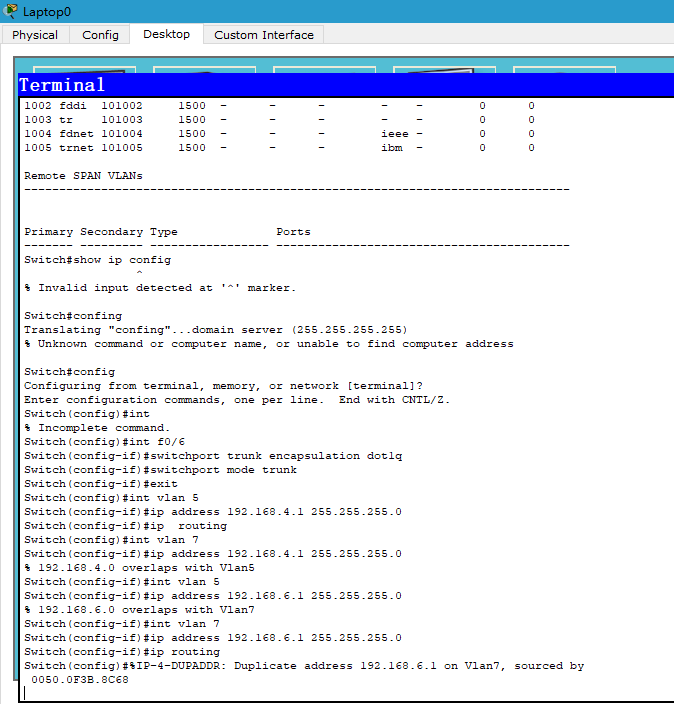 Laptop0
Physical Config Desktop Custom Interface
Terminal
1002 fddi  101002     1500  -      -      -        -   -        0      0
1003 tr    101003     1500  -      -      -        -   -        0      0
1004 fdnet 101004     1500  -      -      -        ieee -        0      0
1005 trnet 101005     1500  -      -      -        ibm  -        0      0
Remote SPAN VLANs
------------------------------------------------------------------------------
Primary Secondary Type              Ports
------- --------- ----------------- ------------------------------------------
Switch#show ip config
                ^
% Invalid input detected at '^' marker.
Switch#confing
Translating "confing"...domain server (255.255.255.255)
% Unknown command or computer name, or unable to find computer address
Switch#config
Configuring from terminal, memory, or network [terminal]?
Enter configuration commands, one per line.  End with CNTL/Z.
Switch(config)#int
% Incomplete command.
Switch(config)#int f0/6
Switch(config-if)#switchport trunk encapsulation dot1q
Switch(config-if)#switchport mode trunk
Switch(config-if)#exit
Switch(config)#int vlan 5
Switch(config-if)#ip address 192.168.4.1 255.255.255.0
Switch(config-if)#ip  routing
Switch(config)#int vlan 7
Switch(config-if)#ip address 192.168.4.1 255.255.255.0
% 192.168.4.0 overlaps with Vlan5
Switch(config-if)#int vlan 5
Switch(config-if)#ip address 192.168.6.1 255.255.255.0
% 192.168.6.0 overlaps with Vlan7
Switch(config-if)#int vlan 7
Switch(config-if)#ip address 192.168.6.1 255.255.255.0
Switch(config-if)#ip routing
Switch(config)#%IP-4-DUPADDR: Duplicate address 192.168.6.1 on Vlan7, sourced by
 0050.0F3B.8C68